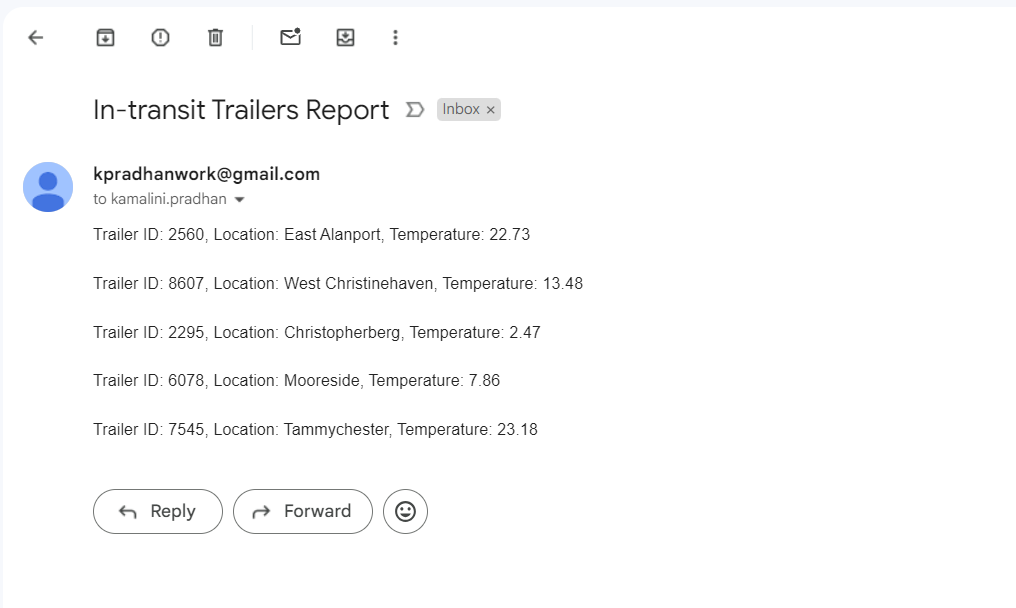 In-transit Trailers Report Inbox ×
kpradhanwork@gmail.com
to kamalini.pradhan
Trailer ID: 2560, Location: East Alanport, Temperature: 22.73
Trailer ID: 8607, Location: West Christinehaven, Temperature: 13.48
Trailer ID: 2295, Location: Christopherberg, Temperature: 2.47
Trailer ID: 6078, Location: Mooreside, Temperature: 7.86
Trailer ID: 7545, Location: Tammychester, Temperature: 23.18
Reply Forward